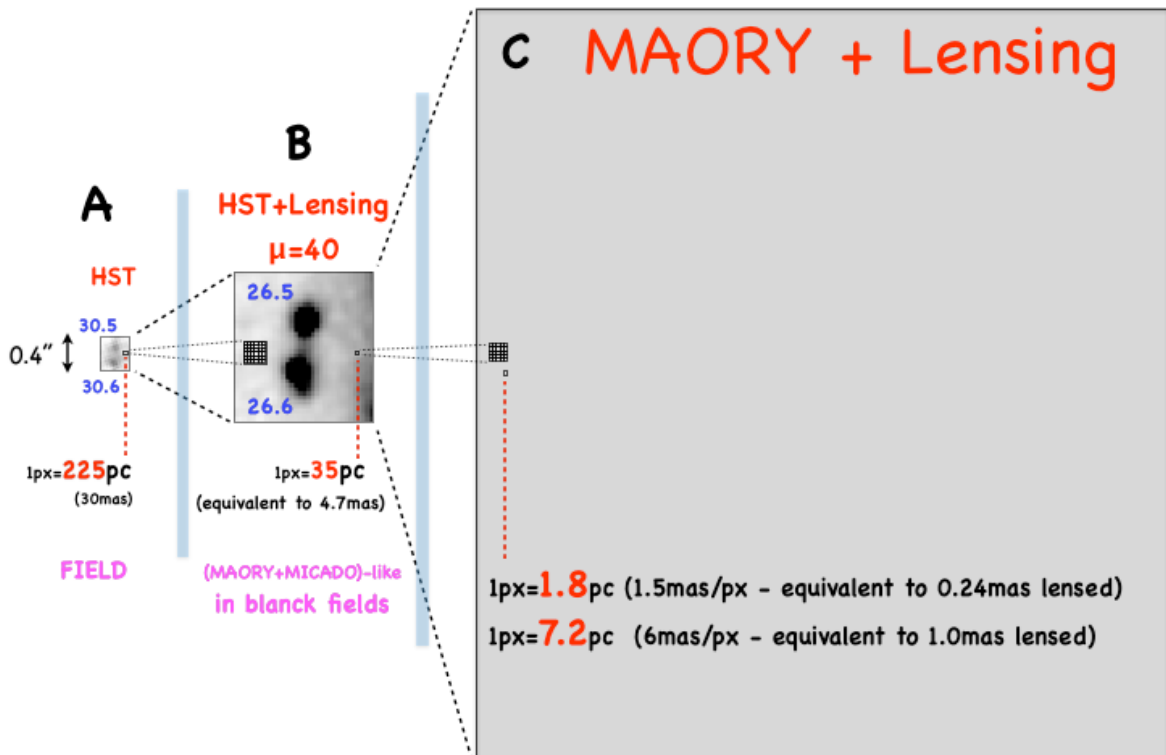 A
HST
30.5
0.4"
30.6
1px=225pc
(30mas)
FIELD
B
HST+Lensing
μ=40
26.5
26.6
1px=35pc
(equivalent to 4.7mas)
(MAORY+MICADO)-like
in blanck fields
C MAORY + Lensing
1px=1.8pc (1.5mas/px - equivalent to 0.24mas lensed)
1px=7.2pc (6mas/px - equivalent to 1.0mas lensed)